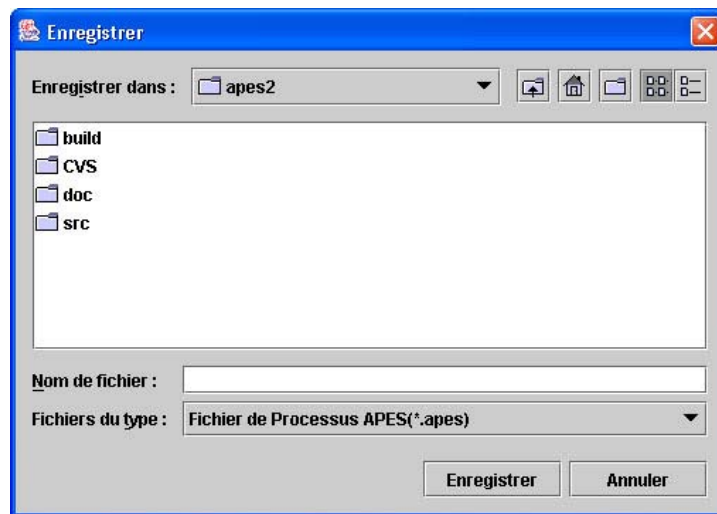 Enregistrer
Enregistrer dans : apes2
build
CVS
doc
src
Nom de fichier :
Fichiers du type : Fichier de Processus APES(*.apes)
Enregistrer Annuler